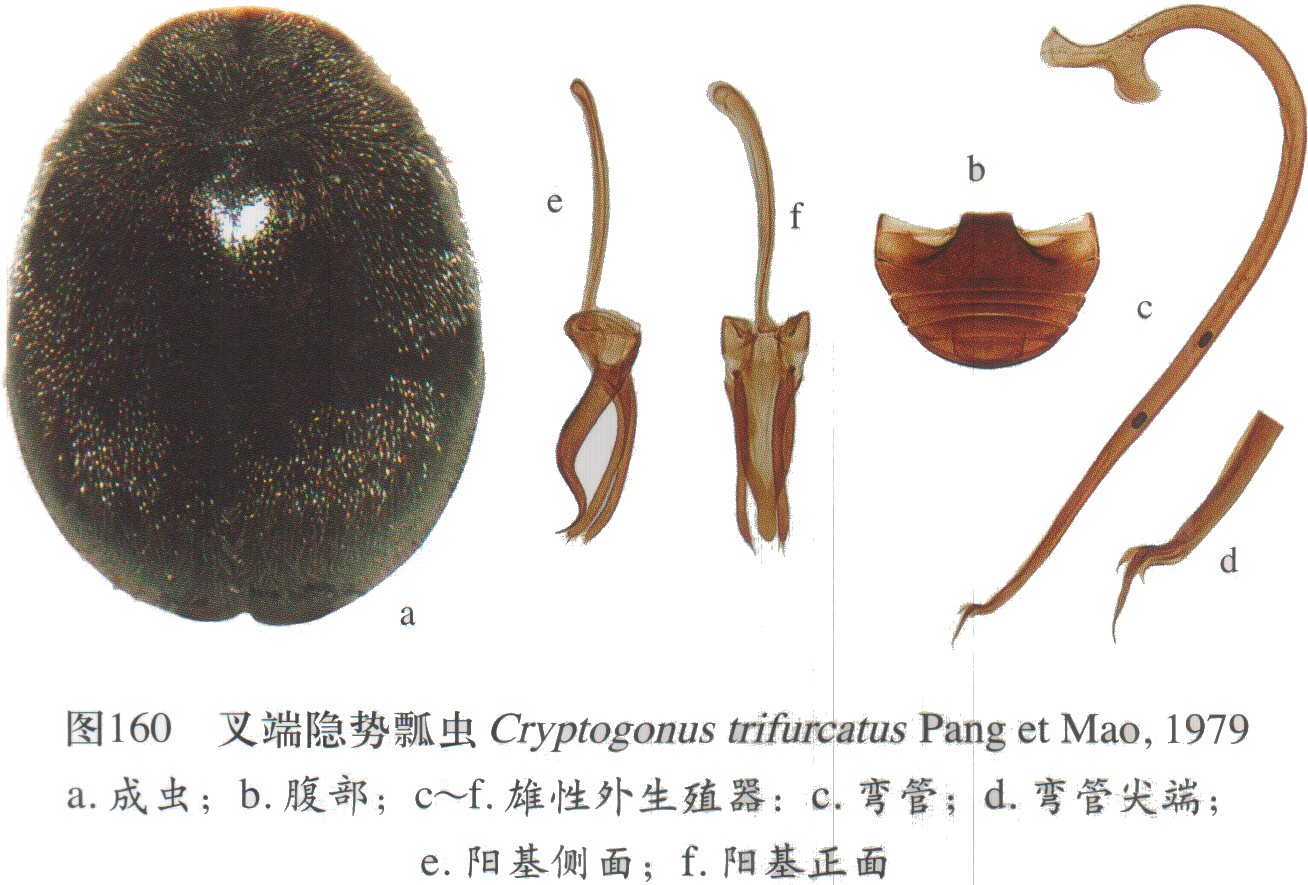 e
f
b
c
d
a
图160 叉端隐势瓢虫 Cryptogonus trifurcatus Pang et Mao, 1979
a. 成虫；b. 腹部；c～f. 雄性外生殖器：c. 弯管；d. 弯管尖端；
e. 阳基侧面；f. 阳基正面